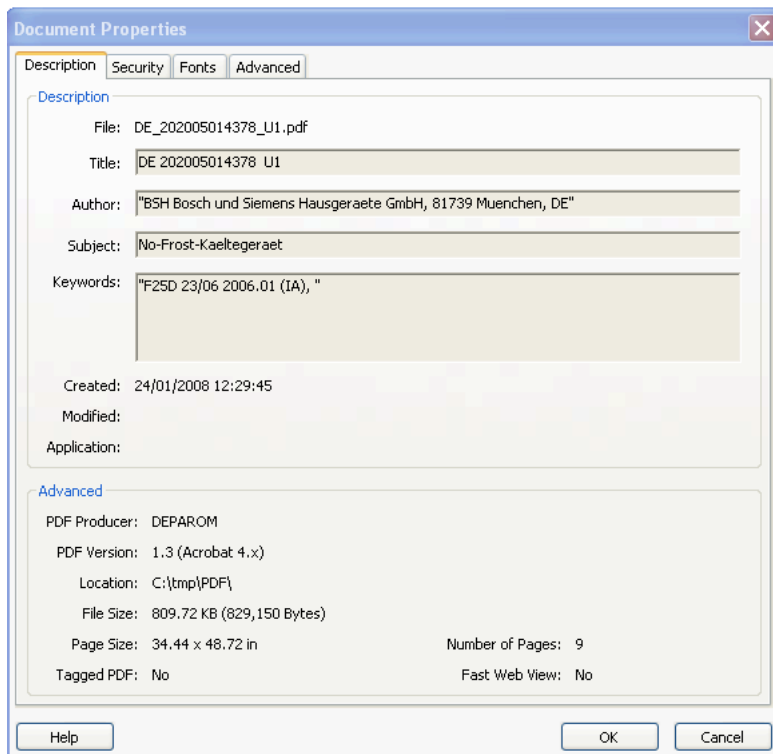 Document Properties
Description Security Fonts Advanced
Description
File: DE_202005014378_U1.pdf
Title: DE 202005014378 U1
Author: "BSH Bosch und Siemens Hausgeraete GmbH, 81739 Muenchen, DE"
Subject: No-Frost-Kaeltegeraet
Keywords: "F25D 23/06 2006.01 (IA), "
Created: 24/01/2008 12:29:45
Modified:
Application:
Advanced
PDF Producer: DEPAROM
PDF Version: 1.3 (Acrobat 4.x)
Location: C:\tmp\PDF\
File Size: 809.72 KB (829,150 Bytes)
Page Size: 34.44 x 48.72 in Number of Pages: 9
Tagged PDF: No Fast Web View: No
Help OK Cancel